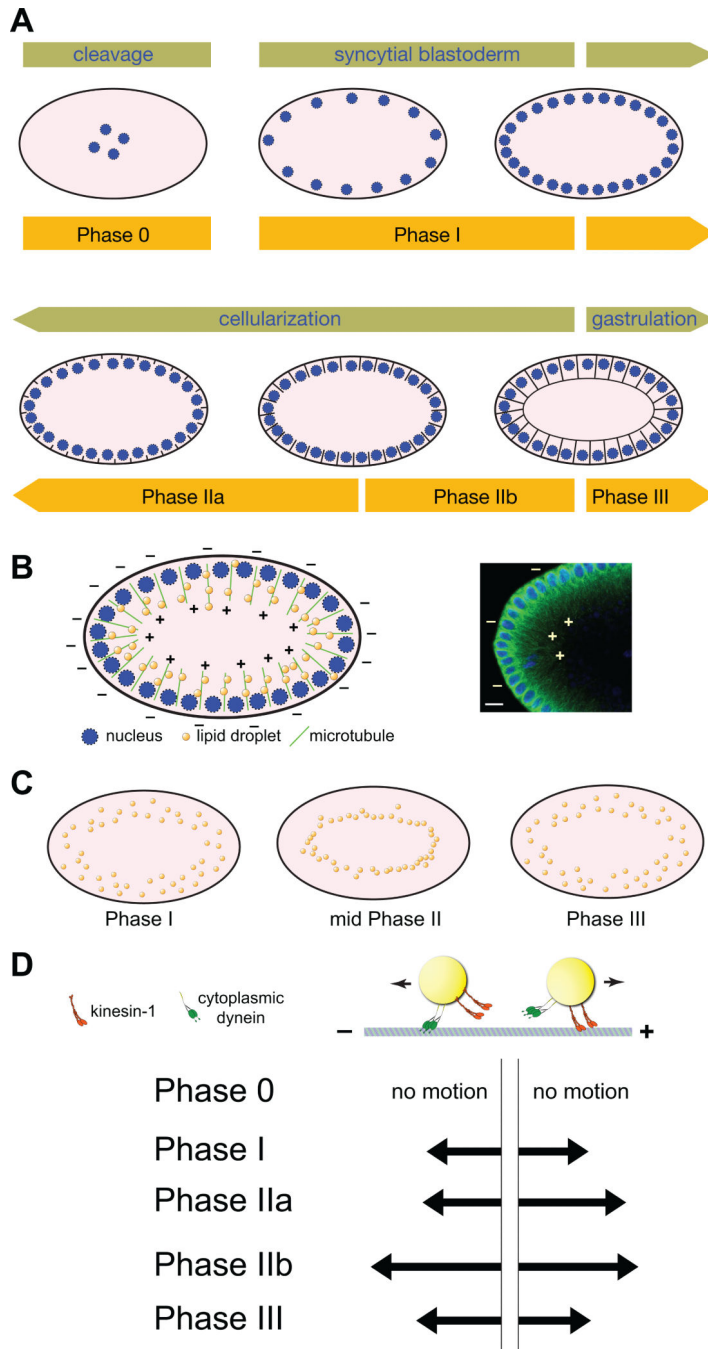 A
cleavage
syncytial blastoderm
Phase 0
Phase I
cellularization
gastrulation
Phase IIa
Phase IIb
Phase III
B
− − − − − − − − − − − − − − − − − −
+ + + + + + + + + + +
− − −
+ + +
nucleus
lipid droplet
microtubule
C
Phase I
mid Phase II
Phase III
D
kinesin-1
cytoplasmic
dynein
− +
Phase 0 no motion no motion
Phase I
Phase IIa
Phase IIb
Phase III